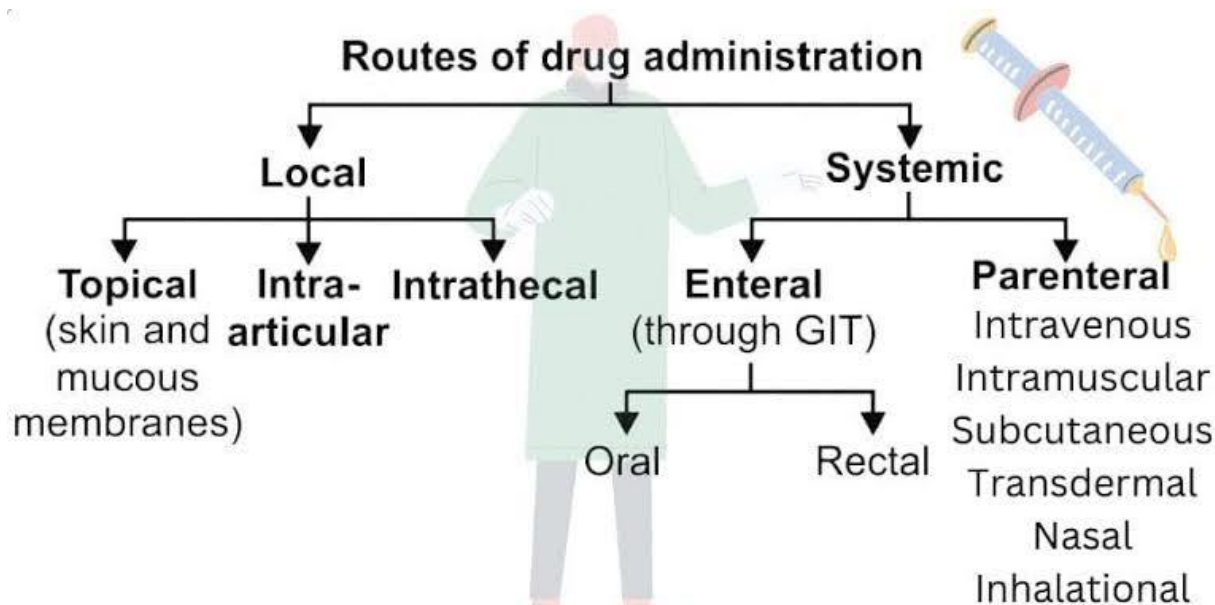 Routes of drug administration
Local
Systemic
Topical
(skin and
mucous
membranes)
Intra-
articular
Intrathecal
Enteral
(through GIT)
Oral
Rectal
Parenteral
Intravenous
Intramuscular
Subcutaneous
Transdermal
Nasal
Inhalational